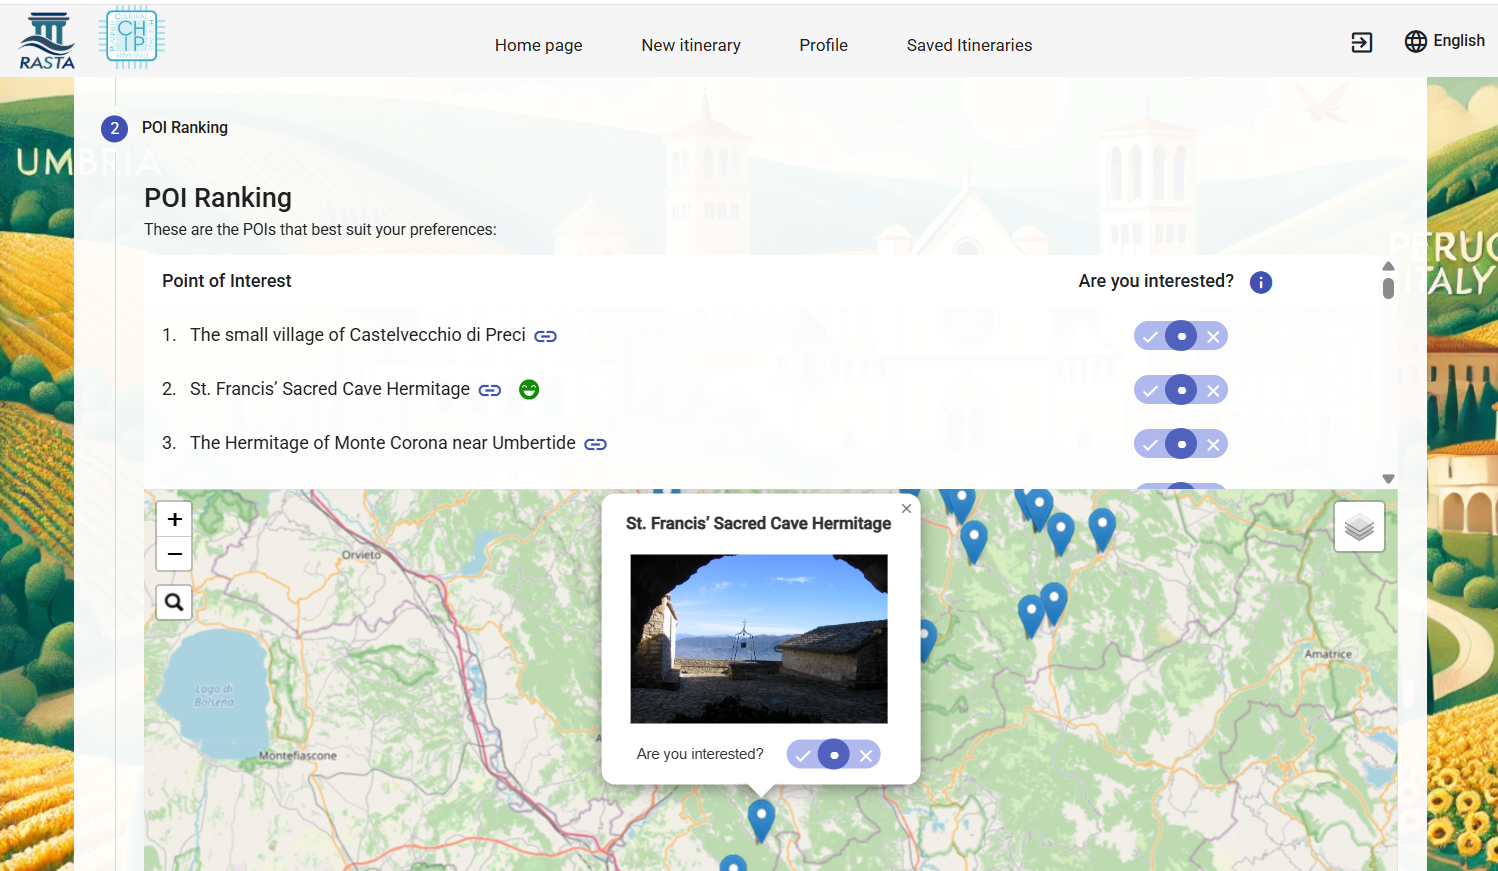 RASTA
CULTURAL
CH
IP
PLANNER
Home page
New itinerary
Profile
Saved Itineraries
English
2
POI Ranking
UMBRIA
POI Ranking
These are the POIs that best suit your preferences:
PERUG
ITALY
Point of Interest
Are you interested?
i
1. The small village of Castelvecchio di Preci
2. St. Francis’ Sacred Cave Hermitage
3. The Hermitage of Monte Corona near Umbertide
+
−
St. Francis’ Sacred Cave Hermitage
×
Orvieto
Amatrice
Lago di
Bolsena
Montefiascone
Are you interested?